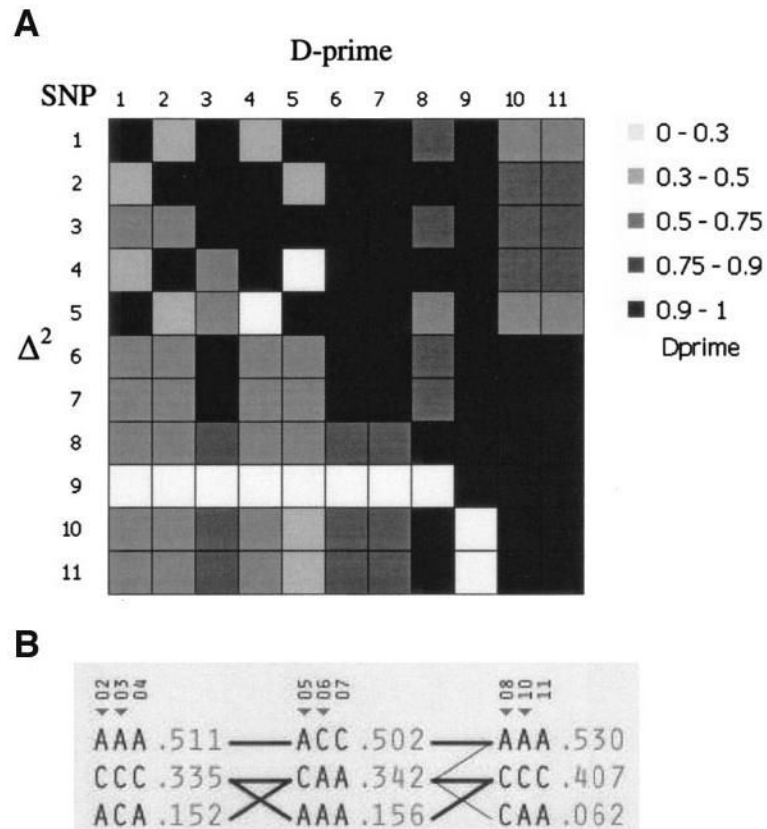 A
D-prime
SNP 1 2 3 4 5 6 7 8 9 10 11
1
2
3
4
5
Δ²
6
7
8
9
10
11
0 - 0.3
0.3 - 0.5
0.5 - 0.75
0.75 - 0.9
0.9 - 1
Dprime
B
02 03 04 05 06 07 08 10 11
AAA .511 ACC .502 AAA .530
CCC .335 CAA .342 CCC .407
ACA .152 AAA .156 CAA .062